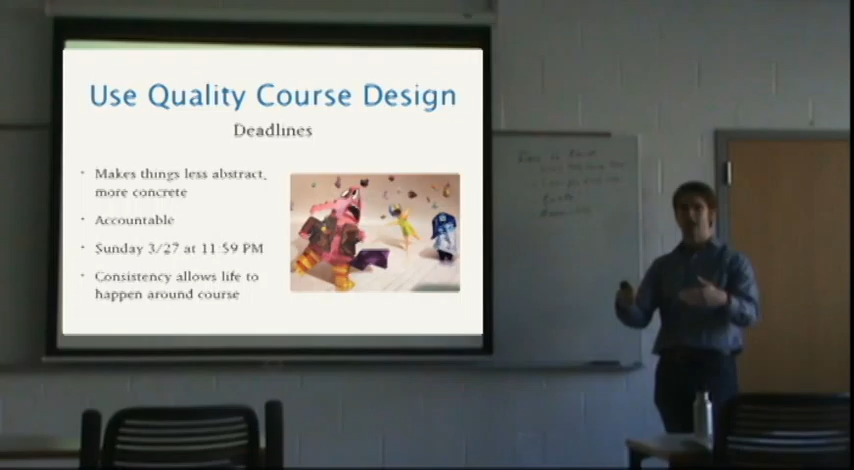 Use Quality Course Design
Deadlines
Makes things less abstract,
more concrete
Accountable
Sunday 3/27 at 11:59 PM
Consistency allows life to
happen around course